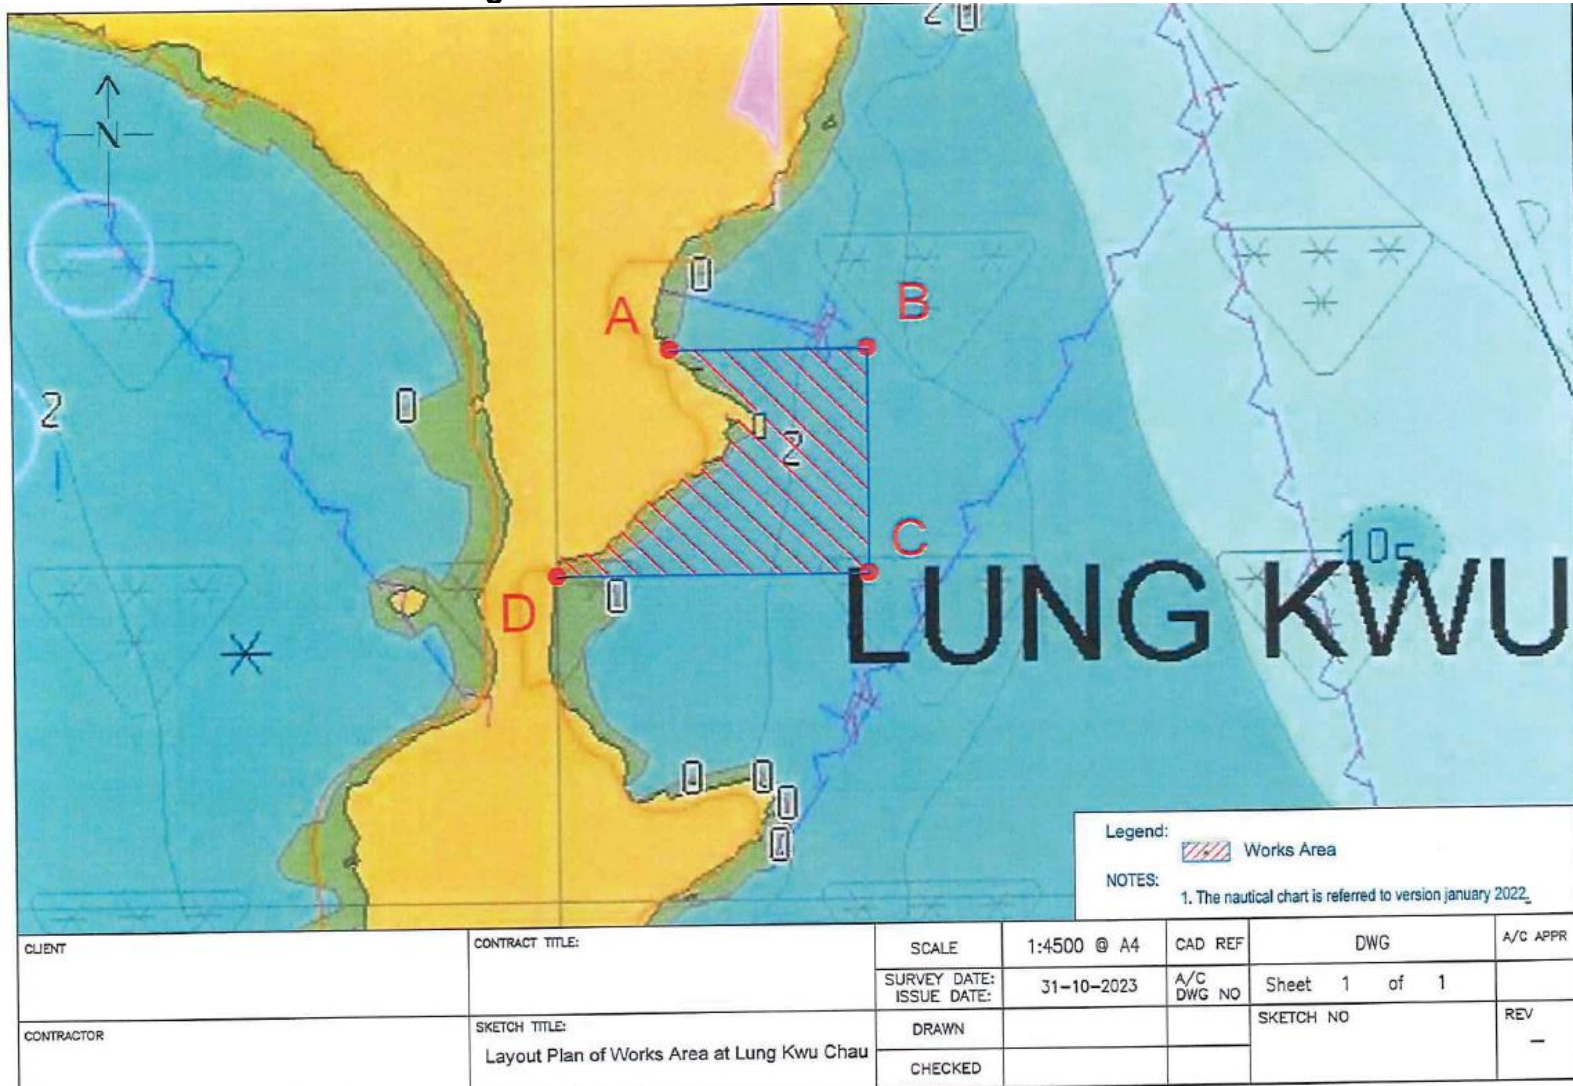 2 0
N
0
A
B
2
0
2
C
10₅
D
0
LUNG KWU
0 0
0
0
Legend:
Works Area
NOTES:
1. The nautical chart is referred to version january 2022
CLIENT
CONTRACT TITLE:
SCALE
1:4500 @ A4
CAD REF
DWG
A/C APPR
SURVEY DATE:
ISSUE DATE:
31-10-2023
A/C
DWG NO
Sheet 1 of 1
CONTRACTOR
SKETCH TITLE:
Layout Plan of Works Area at Lung Kwu Chau
DRAWN
SKETCH NO
REV
–
CHECKED